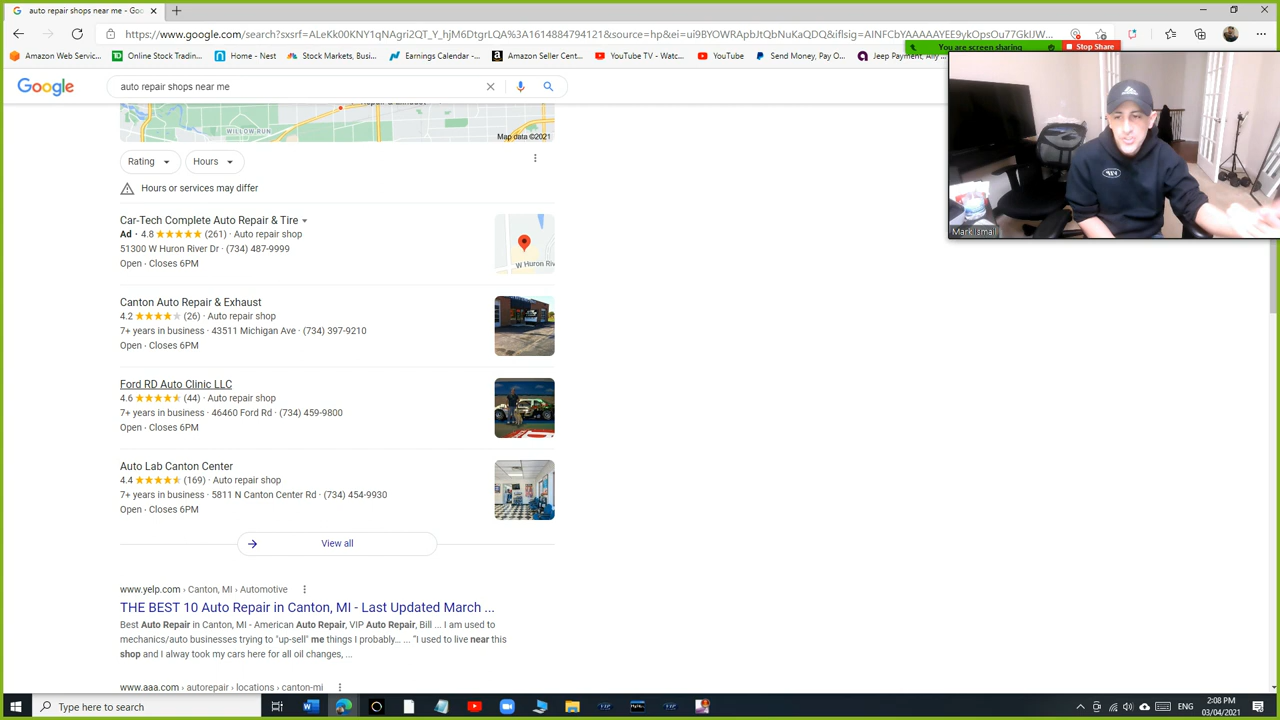 auto repair shops near me - Goo
https://www.google.com/search?sxsrf=ALeKk00KNY1qNAgri2QT_Y_hjM6DtgrLQA%3A1614884794121&source=hp&ei=ui9BYOWRApbJtQbNuKaQDQ&iflsig=AINFCbYAAAAAYEE9ykOpsOu77GkIJW...
You are screen sharing
Stop Share
Amazon Web Servic...
Online Stock Tradin...
Home - Nest
Stock Markets,...
Things Calendar -...
Amazon Seller Cent...
YouTube TV - Watc...
YouTube
Send Money, Pay O...
Jeep Payment, Ally...
Google
auto repair shops near me
WILLOW RUN
Map data ©2021
Rating
Hours
Hours or services may differ
Car-Tech Complete Auto Repair & Tire
Ad · 4.8 (261) · Auto repair shop
51300 W Huron River Dr · (734) 487-9999
Open · Closes 6PM
W Huron Riv
Canton Auto Repair & Exhaust
4.2 (26) · Auto repair shop
7+ years in business · 43511 Michigan Ave · (734) 397-9210
Open · Closes 6PM
Ford RD Auto Clinic LLC
4.6 (44) · Auto repair shop
7+ years in business · 46460 Ford Rd · (734) 459-9800
Open · Closes 6PM
Auto Lab Canton Center
4.4 (169) · Auto repair shop
7+ years in business · 5811 N Canton Center Rd · (734) 454-9930
Open · Closes 6PM
View all
www.yelp.com › Canton, MI › Automotive
THE BEST 10 Auto Repair in Canton, MI - Last Updated March ...
Best Auto Repair in Canton, MI - American Auto Repair, VIP Auto Repair, Bill ... I am used to
mechanics/auto businesses trying to "up-sell" me things I probably… ... "I used to live near this
shop and I alway took my cars here for all oil changes, ...
www.aaa.com › autorepair › locations › canton-mi
Mark Ismail
Type here to search
ENG
2:08 PM
03/04/2021